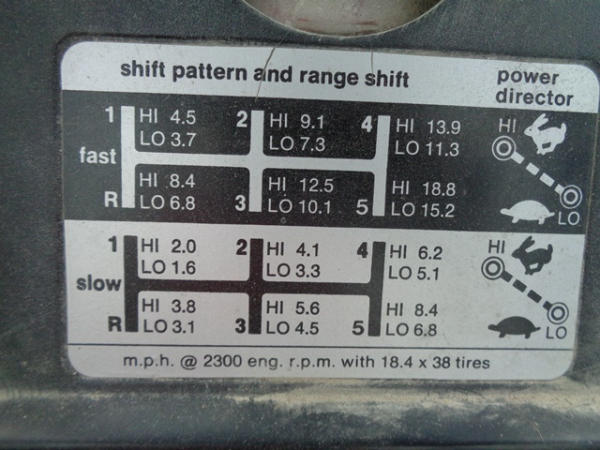 shift pattern and range shift
power
director
1 HI 4.5 2 HI 9.1 4 HI 13.9 HI
LO 3.7 LO 7.3 LO 11.3
fast
HI 8.4 HI 12.5 HI 18.8
R LO 6.8 3 LO 10.1 5 LO 15.2 LO
1 HI 2.0 2 HI 4.1 4 HI 6.2 HI
LO 1.6 LO 3.3 LO 5.1
slow
HI 3.8 HI 5.6 HI 8.4
R LO 3.1 3 LO 4.5 5 LO 6.8 LO
m.p.h. @ 2300 eng. r.p.m. with 18.4 x 38 tires